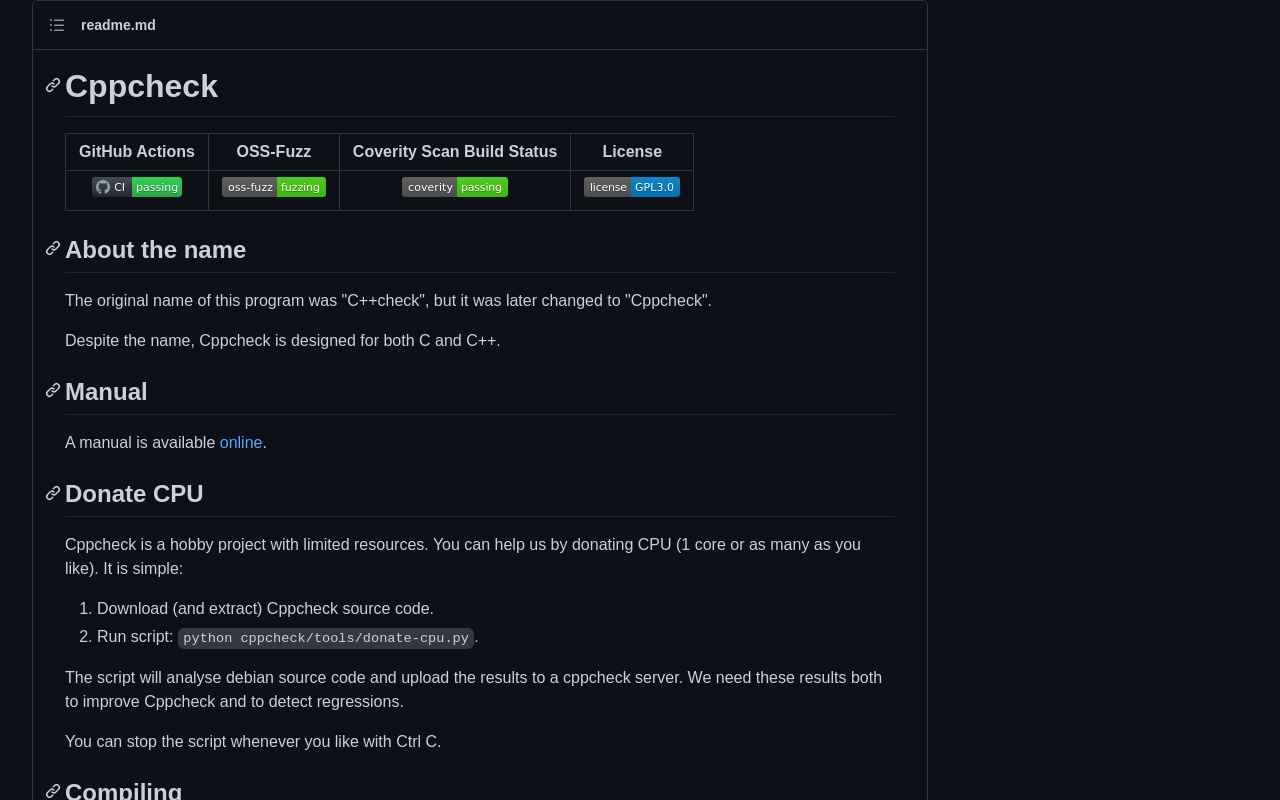 readme.md
Cppcheck
GitHub Actions OSS-Fuzz Coverity Scan Build Status License
CI passing oss-fuzz fuzzing coverity passing license GPL3.0
About the name
The original name of this program was "C++check", but it was later changed to "Cppcheck".
Despite the name, Cppcheck is designed for both C and C++.
Manual
A manual is available online.
Donate CPU
Cppcheck is a hobby project with limited resources. You can help us by donating CPU (1 core or as many as you
like). It is simple:
1. Download (and extract) Cppcheck source code.
2. Run script: python cppcheck/tools/donate-cpu.py.
The script will analyse debian source code and upload the results to a cppcheck server. We need these results both
to improve Cppcheck and to detect regressions.
You can stop the script whenever you like with Ctrl C.
Compiling